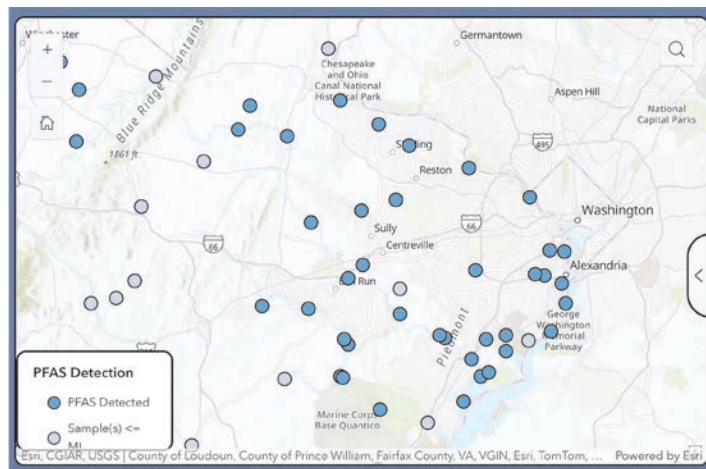 Winchester
Germantown
Blue Ridge Mountains
Chesapeake
and Ohio
Canal National
Historical Park
Aspen Hill
National
Capital Parks
495
1861 ft
Reston
Washington
66
66
Sully
Centreville
Alexandria
Run
George
Washington
Memorial
Parkway
Piedmont
Marine Corps
Base Quantico
+
−
<
PFAS Detection
PFAS Detected
Sample(s) <=
Esri, CGIAR, USGS | County of Loudoun, County of Prince William, Fairfax County, VA, VGIN, Esri, TomTom, ...
Powered by Esri